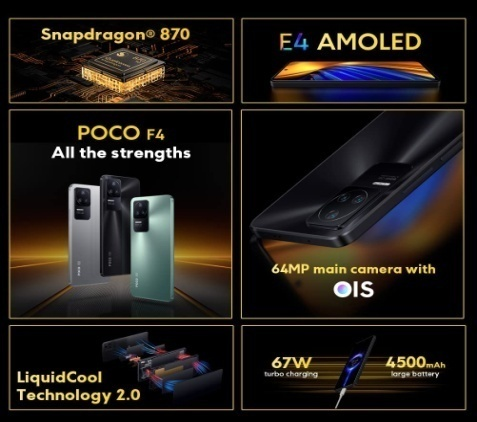 Snapdragon® 870
E4 AMOLED
POCO F4
All the strengths
64MP main camera with
OIS
LiquidCool
Technology 2.0
67W
turbo charging
4500mAh
large battery